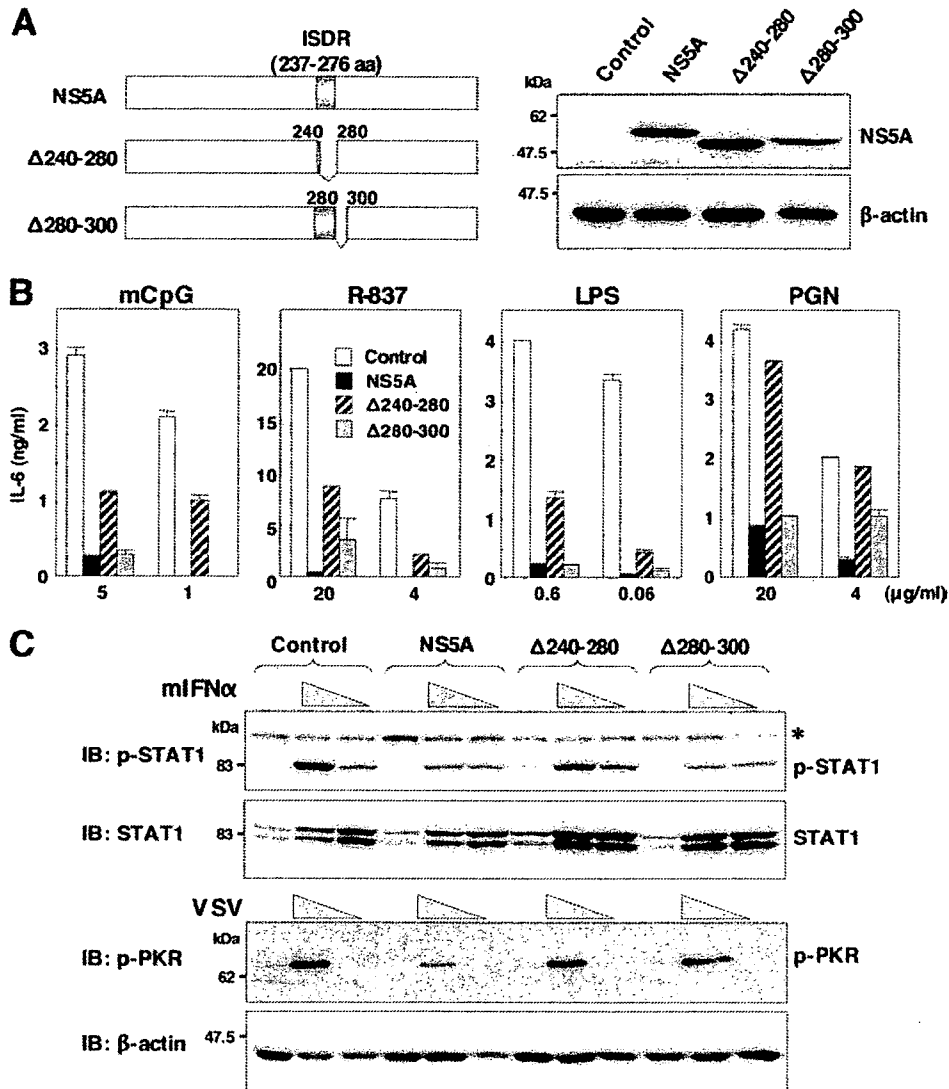 A
ISDR
(237-276 aa)
NS5A
240 280
Δ240-280
280 300
Δ280-300
Control NS5A Δ240-280 Δ280-300
kDa
62
47.5
NS5A
47.5
β-actin
B
mCpG R-837 LPS PGN
IL-6 (ng/ml)
3
2
1
0
5 1
20
15
10
5
0
20 4
Control
NS5A
Δ240-280
Δ280-300
4
3
2
1
0
0.6 0.06
4
3
2
1
0
20 4 (μg/ml)
C
Control NS5A Δ240-280 Δ280-300
mIFNα
kDa
*
IB: p-STAT1 83 p-STAT1
IB: STAT1 83 STAT1
VSV
kDa
IB: p-PKR 62 p-PKR
47.5
IB: β-actin